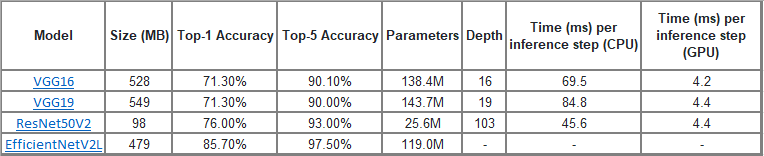 Model Size (MB) Top-1 Accuracy Top-5 Accuracy Parameters Depth Time (ms) per inference step (CPU) Time (ms) per inference step (GPU)
VGG16 528 71.30% 90.10% 138.4M 16 69.5 4.2
VGG19 549 71.30% 90.00% 143.7M 19 84.8 4.4
ResNet50V2 98 76.00% 93.00% 25.6M 103 45.6 4.4
EfficientNetV2L 479 85.70% 97.50% 119.0M - - -